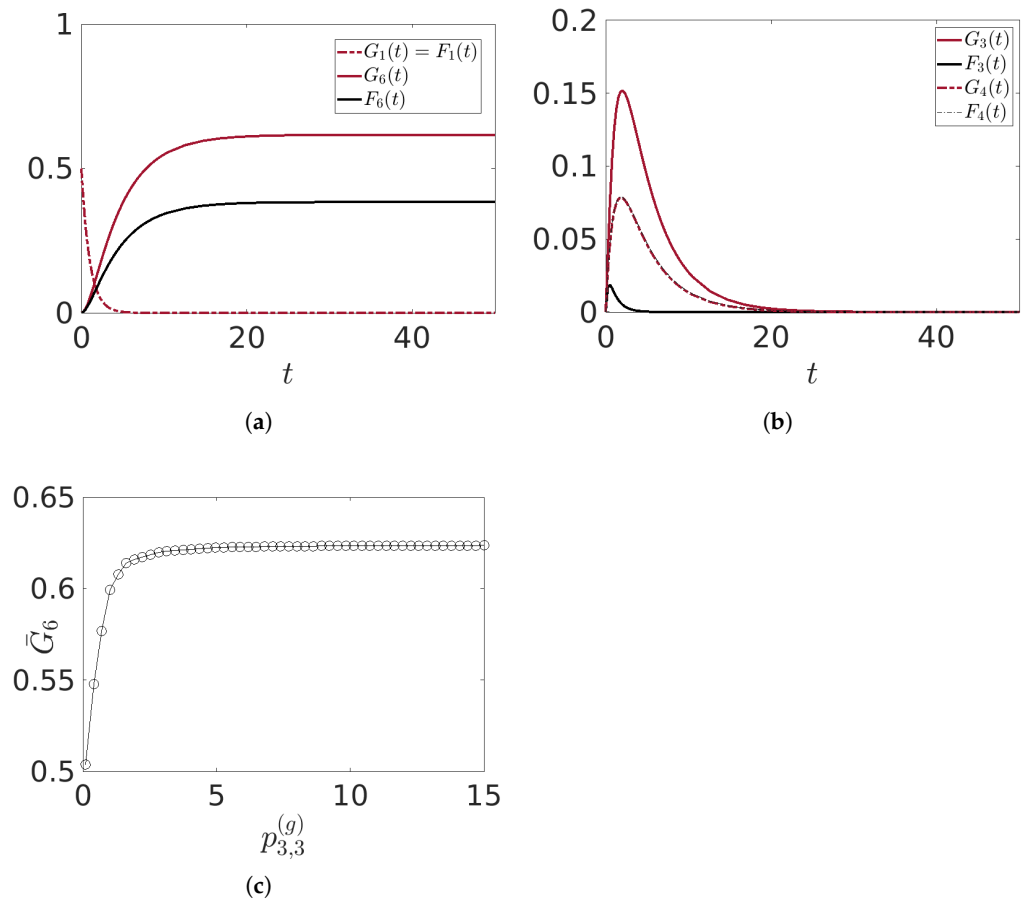 1
0.5
0
0
20
40
t
G₁(t) = F₁(t)
G₆(t)
F₆(t)
(a)
0.2
0.15
0.1
0.05
0
0
20
40
t
G₃(t)
F₃(t)
G₄(t)
F₄(t)
(b)
0.65
0.6
0.55
0.5
Ḡ₆
0
5
10
15
p₃,₃⁽ᵍ⁾
(c)